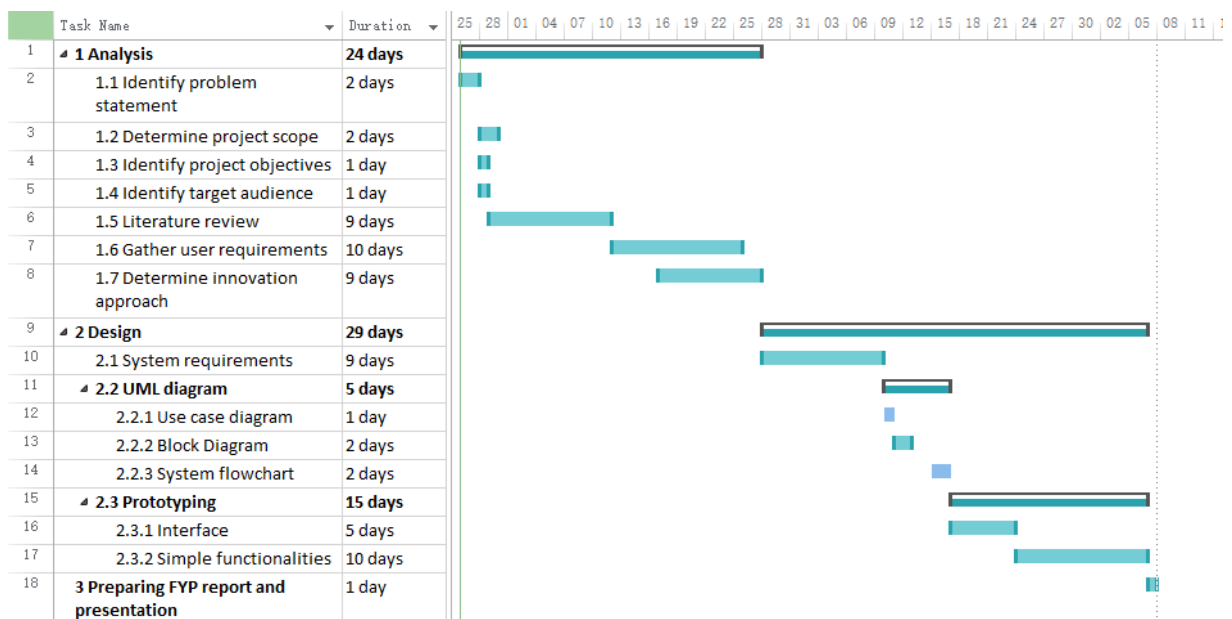 Task Name Duration 25 28 01 04 07 10 13 16 19 22 25 28 31 03 06 09 12 15 18 21 24 27 30 02 05 08 11
1 1 Analysis 24 days
2 1.1 Identify problem 2 days
statement
3 1.2 Determine project scope 2 days
4 1.3 Identify project objectives 1 day
5 1.4 Identify target audience 1 day
6 1.5 Literature review 9 days
7 1.6 Gather user requirements 10 days
8 1.7 Determine innovation 9 days
approach
9 2 Design 29 days
10 2.1 System requirements 9 days
11 2.2 UML diagram 5 days
12 2.2.1 Use case diagram 1 day
13 2.2.2 Block Diagram 2 days
14 2.2.3 System flowchart 2 days
15 2.3 Prototyping 15 days
16 2.3.1 Interface 5 days
17 2.3.2 Simple functionalities 10 days
18 3 Preparing FYP report and 1 day
presentation